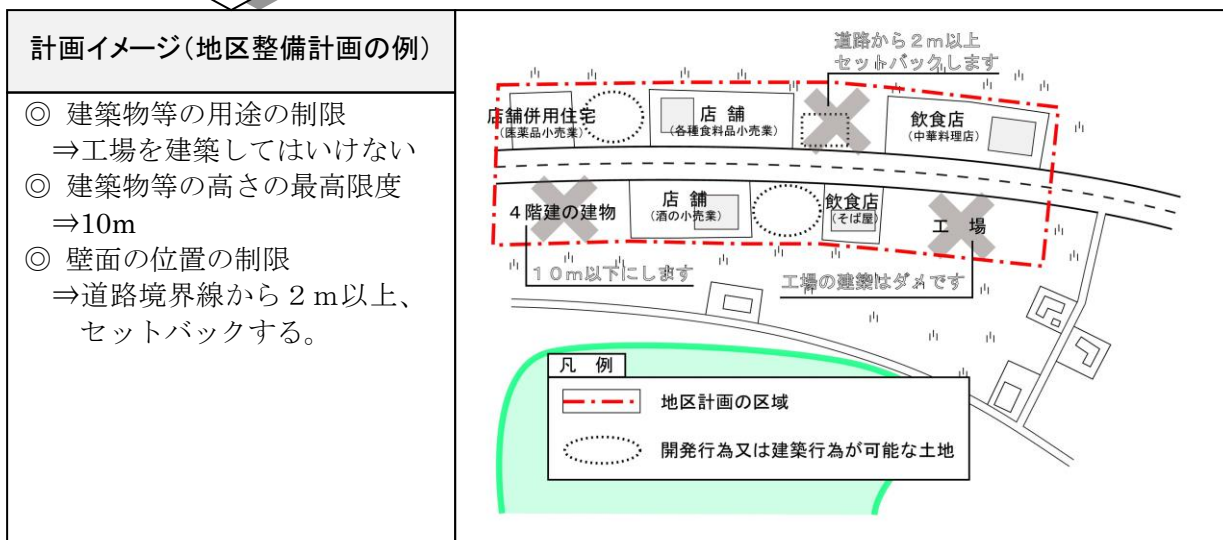 計画イメージ(地区整備計画の例)
◎ 建築物等の用途の制限
⇒工場を建築してはいけない
◎ 建築物等の高さの最高限度
⇒10m
◎ 壁面の位置の制限
⇒道路境界線から2m以上、
セットバックする。
道路から2m以上
セットバックします
店舗併用住宅
(医薬品小売業)
店 舗
(各種食料品小売業)
飲食店
(中華料理店)
4階建の建物
店 舗
(酒の小売業)
飲食店
(そば屋)
工 場
10m以下にします
工場の建築はダメです
凡 例
地区計画の区域
開発行為又は建築行為が可能な土地